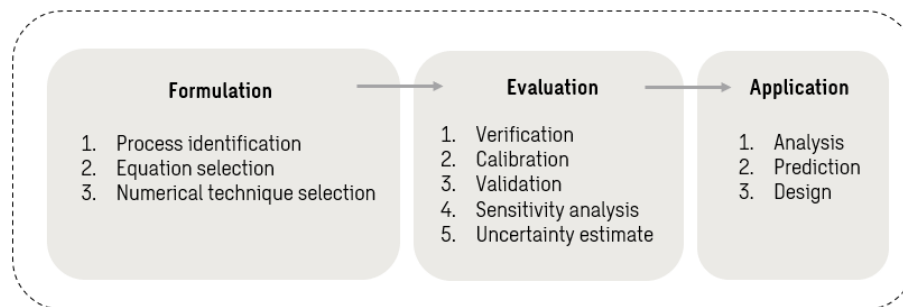 Formulation
1. Process identification
2. Equation selection
3. Numerical technique selection
Evaluation
1. Verification
2. Calibration
3. Validation
4. Sensitivity analysis
5. Uncertainty estimate
Application
1. Analysis
2. Prediction
3. Design